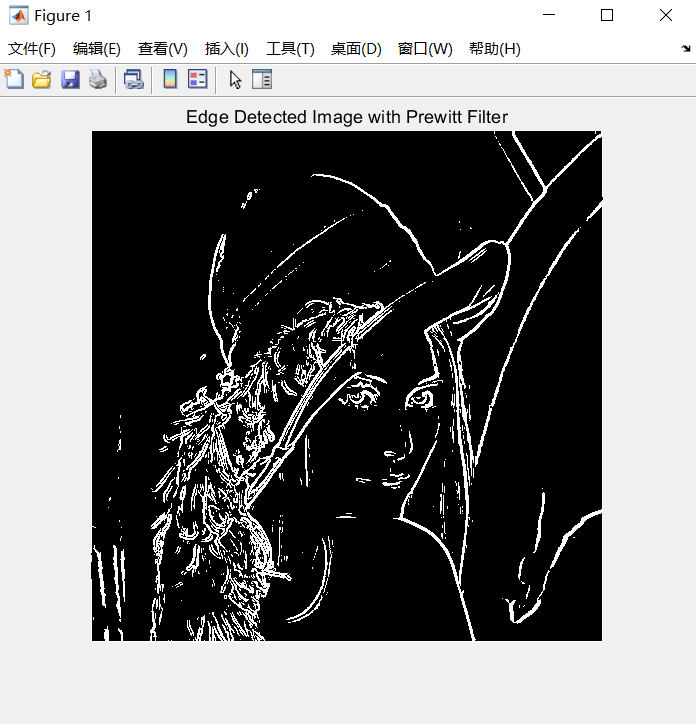 Figure 1
文件(F) 编辑(E) 查看(V) 插入(I) 工具(T) 桌面(D) 窗口(W) 帮助(H)
Edge Detected Image with Prewitt Filter